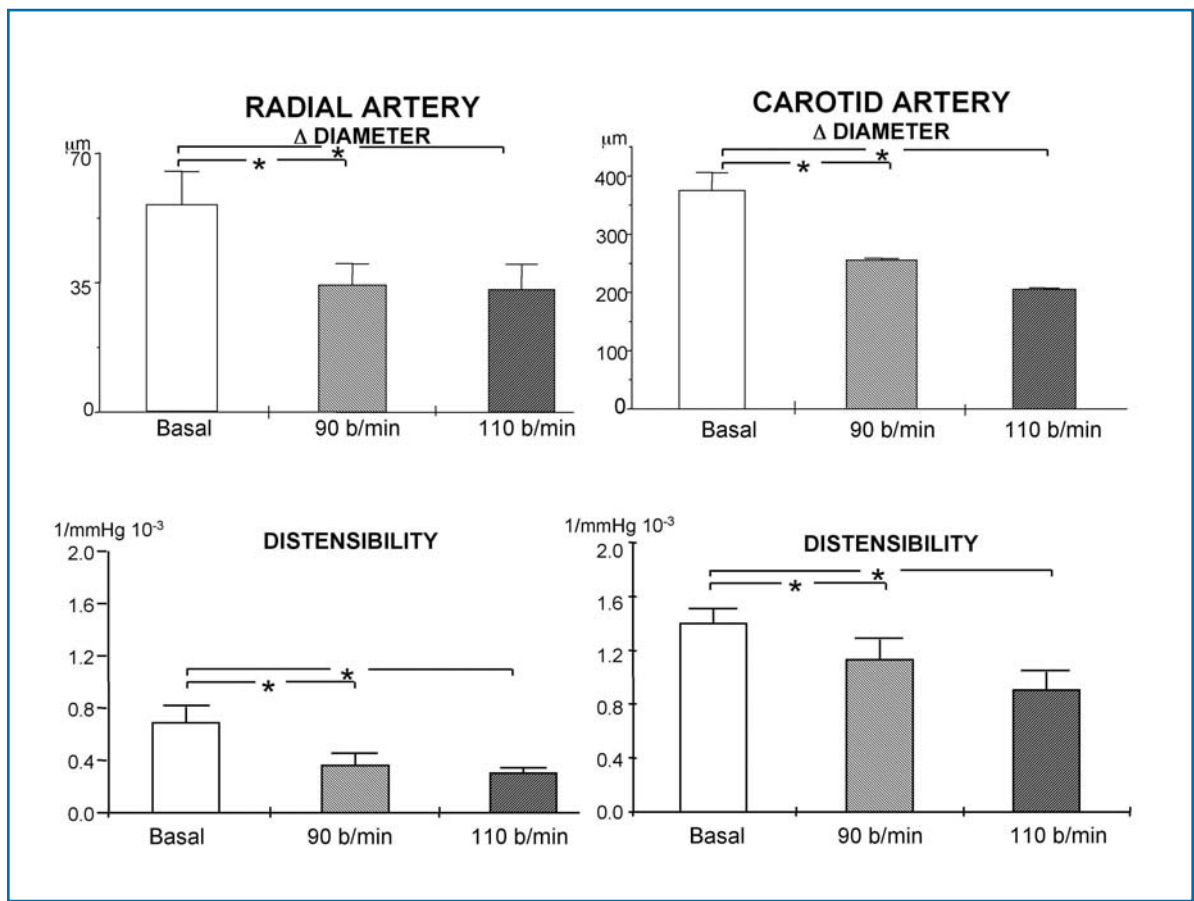 RADIAL ARTERY
Δ DIAMETER
μm
70
35
0
*
*
Basal
90 b/min
110 b/min
CAROTID ARTERY
Δ DIAMETER
μm
400
300
200
100
0
*
*
Basal
90 b/min
110 b/min
1/mmHg 10-3
DISTENSIBILITY
2.0
1.6
1.2
0.8
0.4
0.0
*
*
Basal
90 b/min
110 b/min
1/mmHg 10-3
DISTENSIBILITY
2.0
1.6
1.2
0.8
0.4
0.0
*
*
Basal
90 b/min
110 b/min